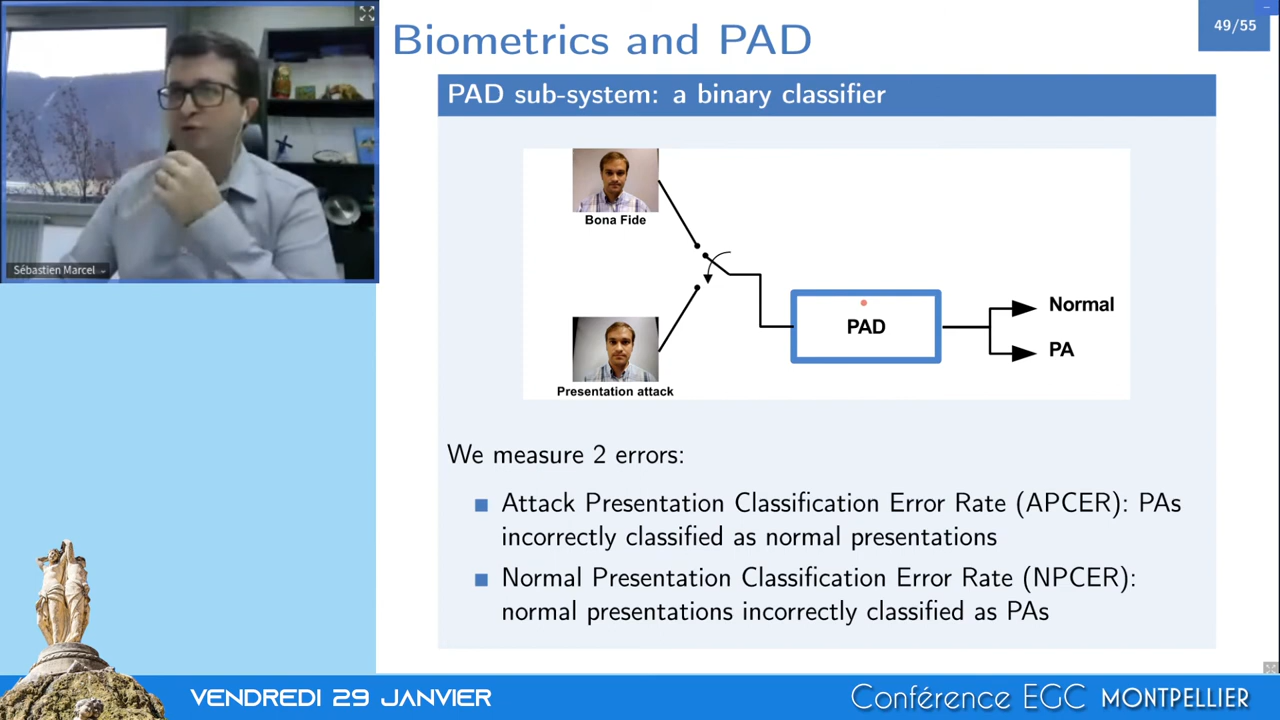 Biometrics and PAD
49/55
PAD sub-system: a binary classifier
Bona Fide
Presentation attack
PAD
Normal
PA
We measure 2 errors:
Attack Presentation Classification Error Rate (APCER): PAs
incorrectly classified as normal presentations
Normal Presentation Classification Error Rate (NPCER):
normal presentations incorrectly classified as PAs
Sébastien Marcel
VENDREDI 29 JANVIER
Conférence EGC MONTPELLIER